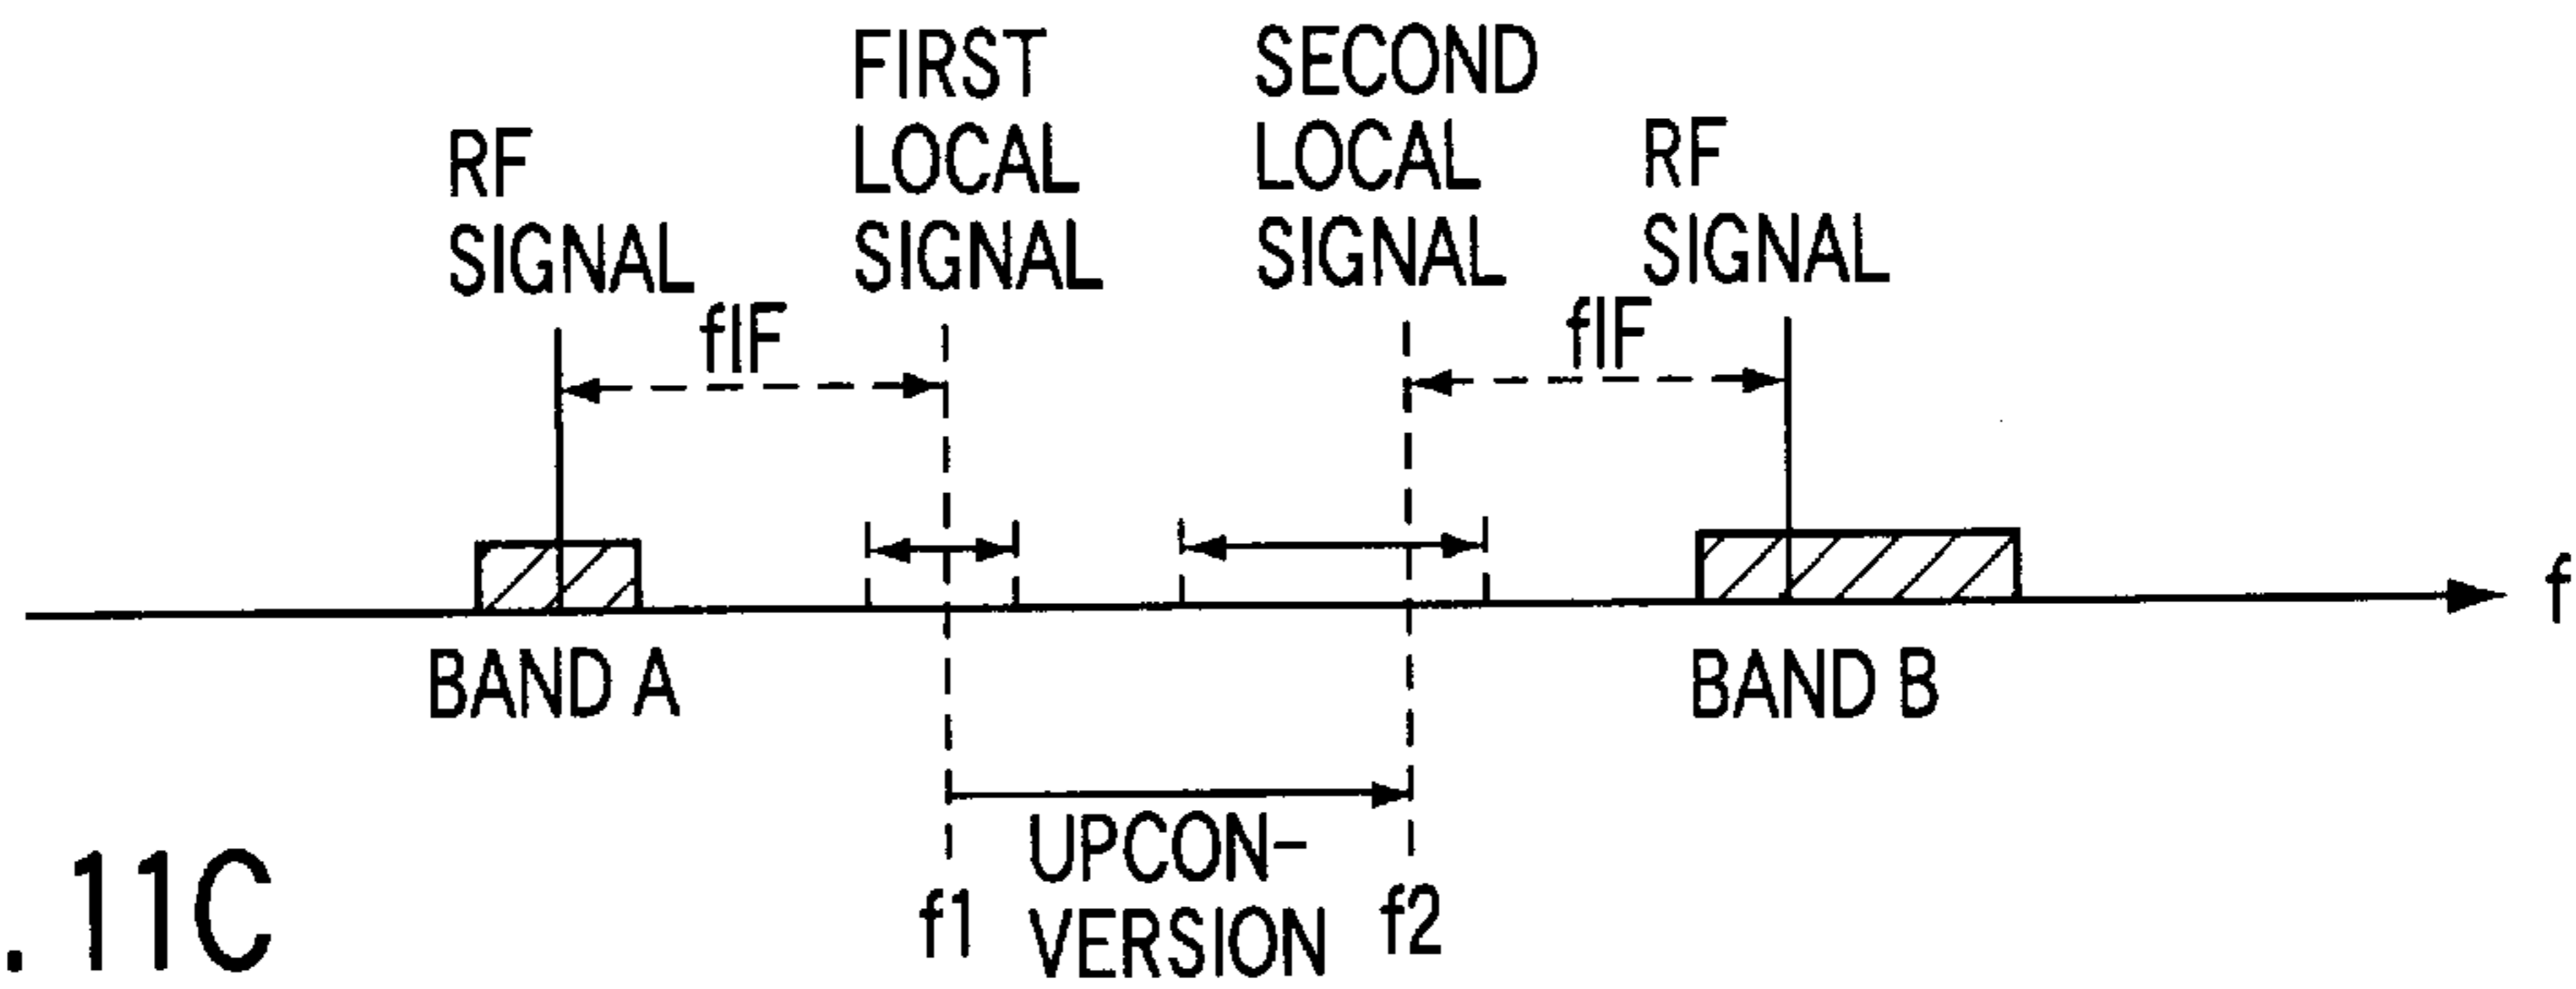 RF
SIGNAL
FIRST
LOCAL
SIGNAL
SECOND
LOCAL
SIGNAL
RF
SIGNAL
fIF
fIF
f
BAND A
BAND B
UPCON-
VERSION
f1
f2
. 11C